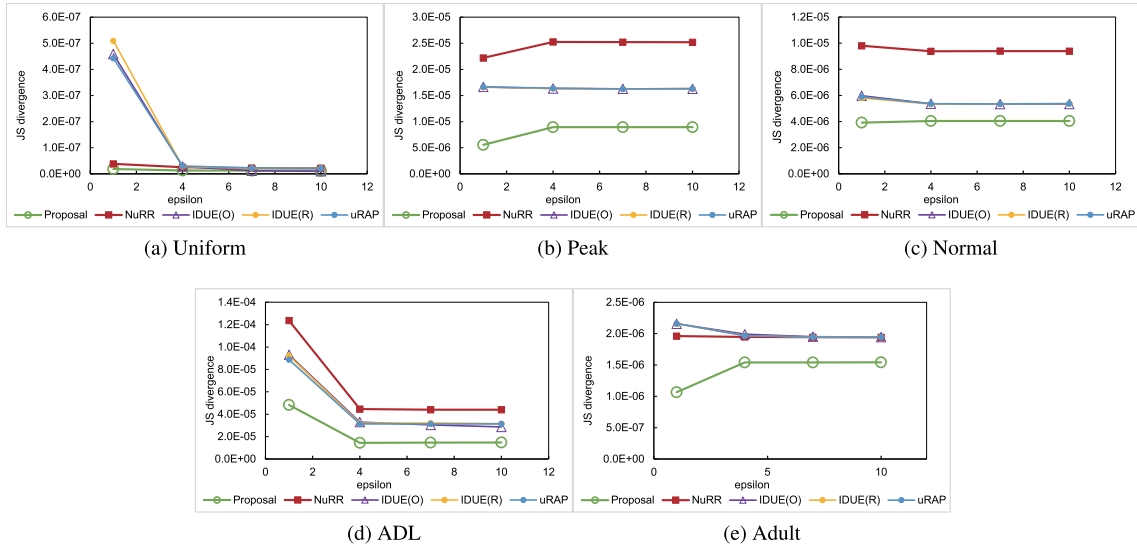 6.0E-07
5.0E-07
4.0E-07
3.0E-07
2.0E-07
1.0E-07
0.0E+00
JS divergence
0 2 4 6 8 10 12
epsilon
Proposal NuRR IDUE(O) IDUE(R) uRAP
(a) Uniform
3.0E-05
2.5E-05
2.0E-05
1.5E-05
1.0E-05
5.0E-06
0.0E+00
JS divergence
0 2 4 6 8 10 12
epsilon
Proposal NuRR IDUE(O) IDUE(R) uRAP
(b) Peak
1.2E-05
1.0E-05
8.0E-06
6.0E-06
4.0E-06
2.0E-06
0.0E+00
JS divergence
0 2 4 6 8 10 12
epsilon
Proposal NuRR IDUE(O) IDUE(R) uRAP
(c) Normal
1.4E-04
1.2E-04
1.0E-04
8.0E-05
6.0E-05
4.0E-05
2.0E-05
0.0E+00
JS divergence
0 2 4 6 8 10 12
epsilon
Proposal NuRR IDUE(O) IDUE(R) uRAP
(d) ADL
2.5E-06
2.0E-06
1.5E-06
1.0E-06
5.0E-07
0.0E+00
JS divergence
5 10
epsilon
Proposal NuRR IDUE(O) IDUE(R) uRAP
(e) Adult